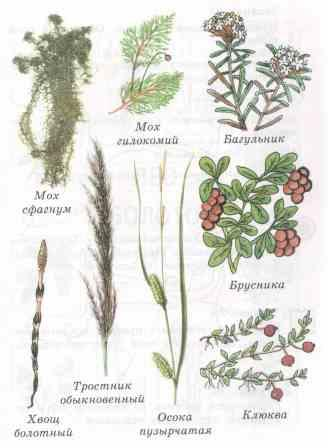 Мох
гилокомий
Багульник
Мох
сфагнум
Брусника
Тростник
обыкновенный
Хвощ
болотный
Осока
пузырчатая
Клюква